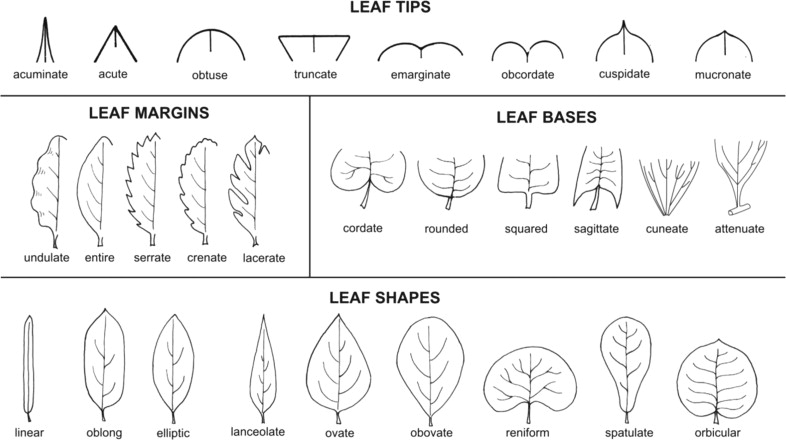 LEAF TIPS
acuminate acute obtuse truncate emarginate obcordate cuspidate mucronate
LEAF MARGINS
undulate entire serrate crenate lacerate
LEAF BASES
cordate rounded squared sagittate cuneate attenuate
LEAF SHAPES
linear oblong elliptic lanceolate ovate obovate reniform spatulate orbicular